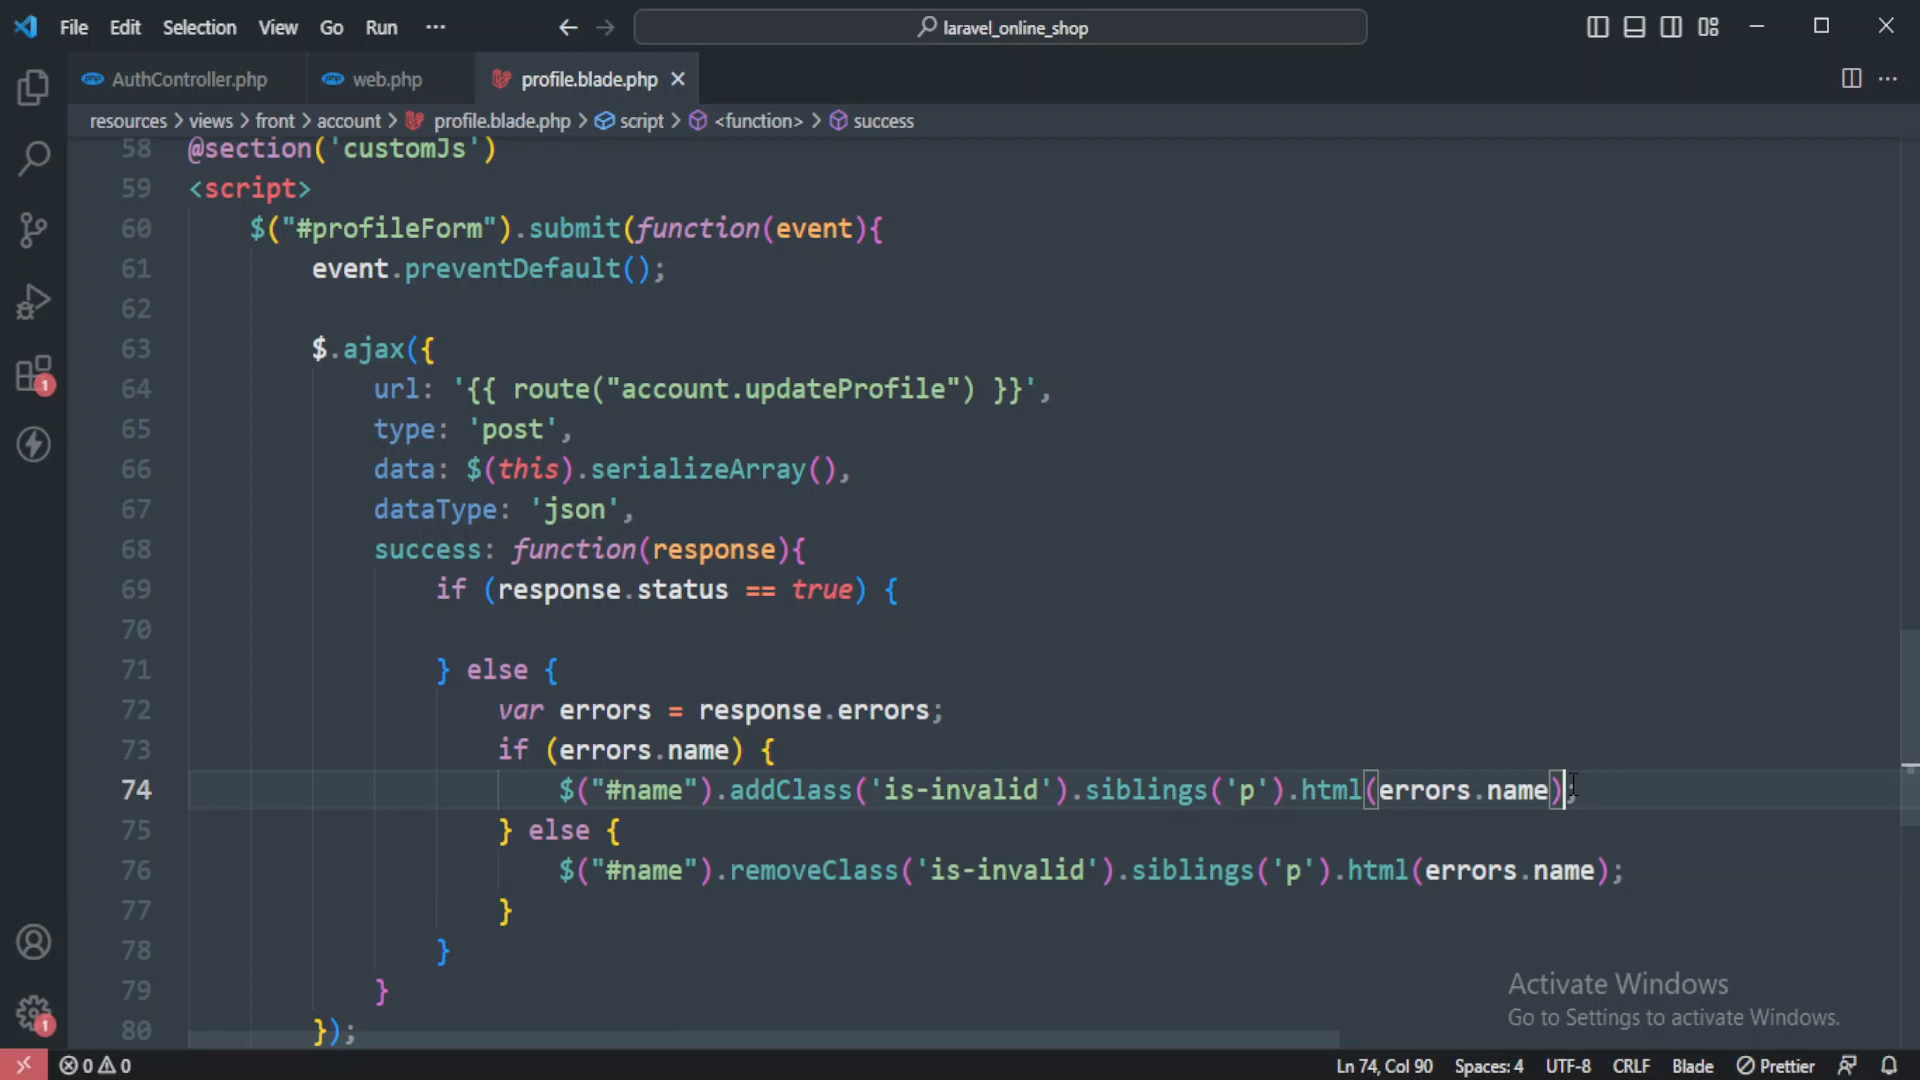 File Edit Selection View Go Run ··· laravel_online_shop
AuthController.php web.php profile.blade.php
resources > views > front > account > profile.blade.php > script > <function> > success
58 @section('customJs')
59 <script>
60 $("#profileForm").submit(function(event){
61 event.preventDefault();
62
63 $.ajax({
64 url: '{{ route("account.updateProfile") }}',
65 type: 'post',
66 data: $(this).serializeArray(),
67 dataType: 'json',
68 success: function(response){
69 if (response.status == true) {
70
71 } else {
72 var errors = response.errors;
73 if (errors.name) {
74 $("#name").addClass('is-invalid').siblings('p').html(errors.name);
75 } else {
76 $("#name").removeClass('is-invalid').siblings('p').html(errors.name);
77 }
78 }
79 }
80 });
1
1
Activate Windows
Go to Settings to activate Windows.
0 0 Ln 74, Col 90 Spaces: 4 UTF-8 CRLF Blade Prettier